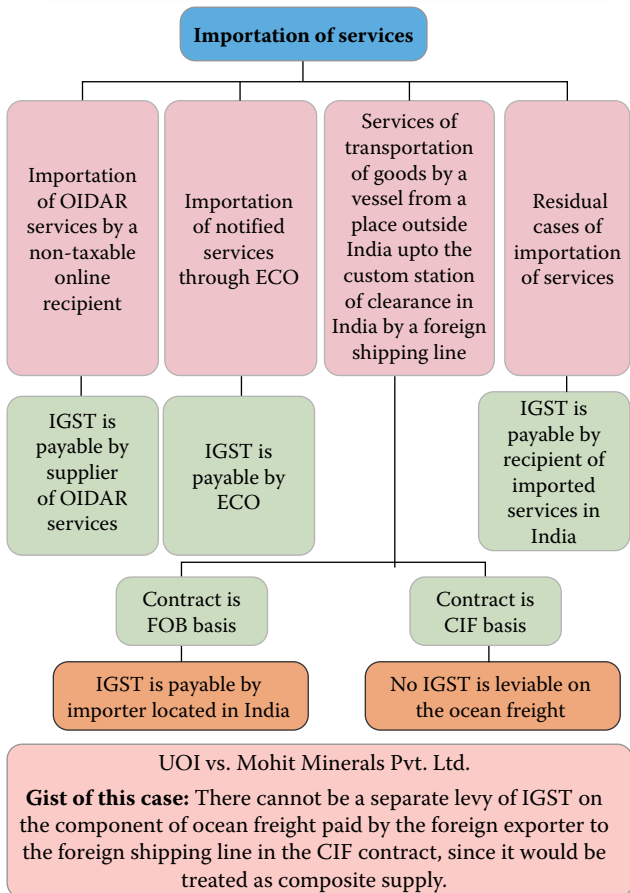 Importation of services
Importation
of OIDAR
services by a
non-taxable
online
recipient
Importation
of notified
services
through ECO
Services of
transportation
of goods by a
vessel from a
place outside
India upto the
custom station
of clearance in
India by a foreign
shipping line
Residual
cases of
importation
of services
IGST is
payable by
supplier
of OIDAR
services
IGST is
payable by
ECO
IGST is
payable by
recipient of
imported
services in
India
Contract is
FOB basis
Contract is
CIF basis
IGST is payable by
importer located in India
No IGST is leviable on
the ocean freight
UOI vs. Mohit Minerals Pvt. Ltd.
Gist of this case: There cannot be a separate levy of IGST on
the component of ocean freight paid by the foreign exporter to
the foreign shipping line in the CIF contract, since it would be
treated as composite supply.